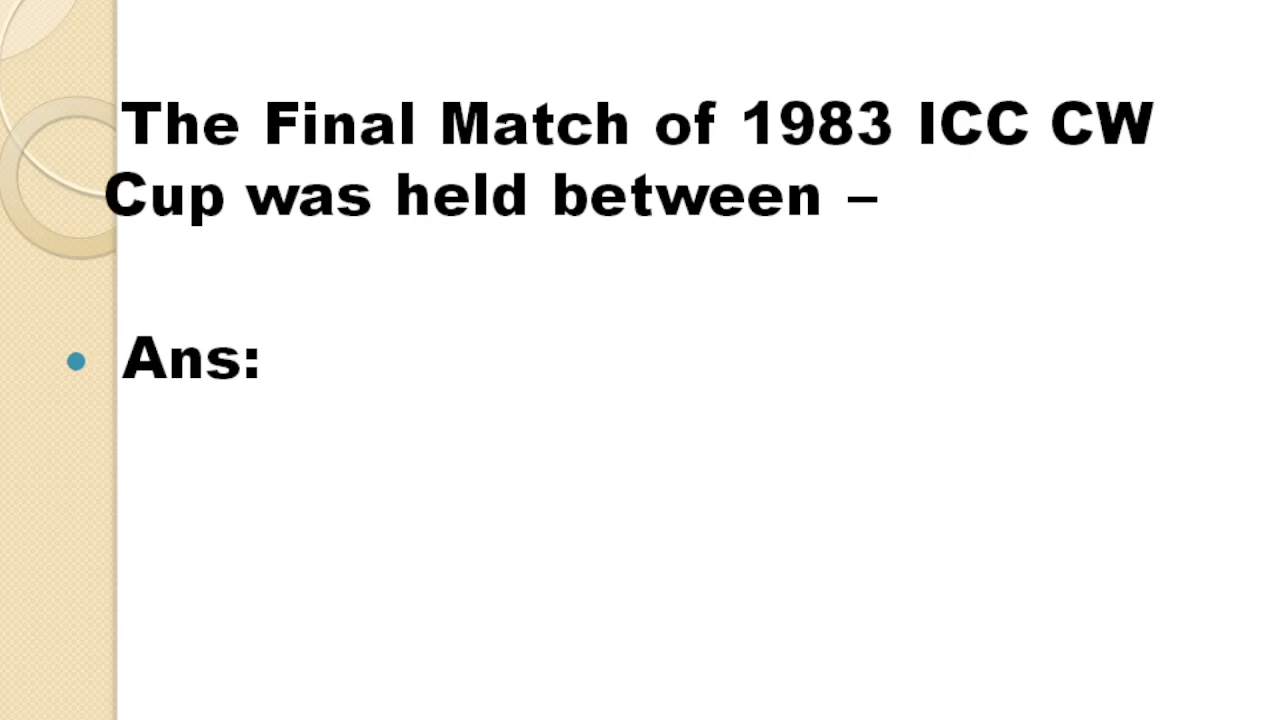 The Final Match of 1983 ICC CW
Cup was held between –
• Ans: